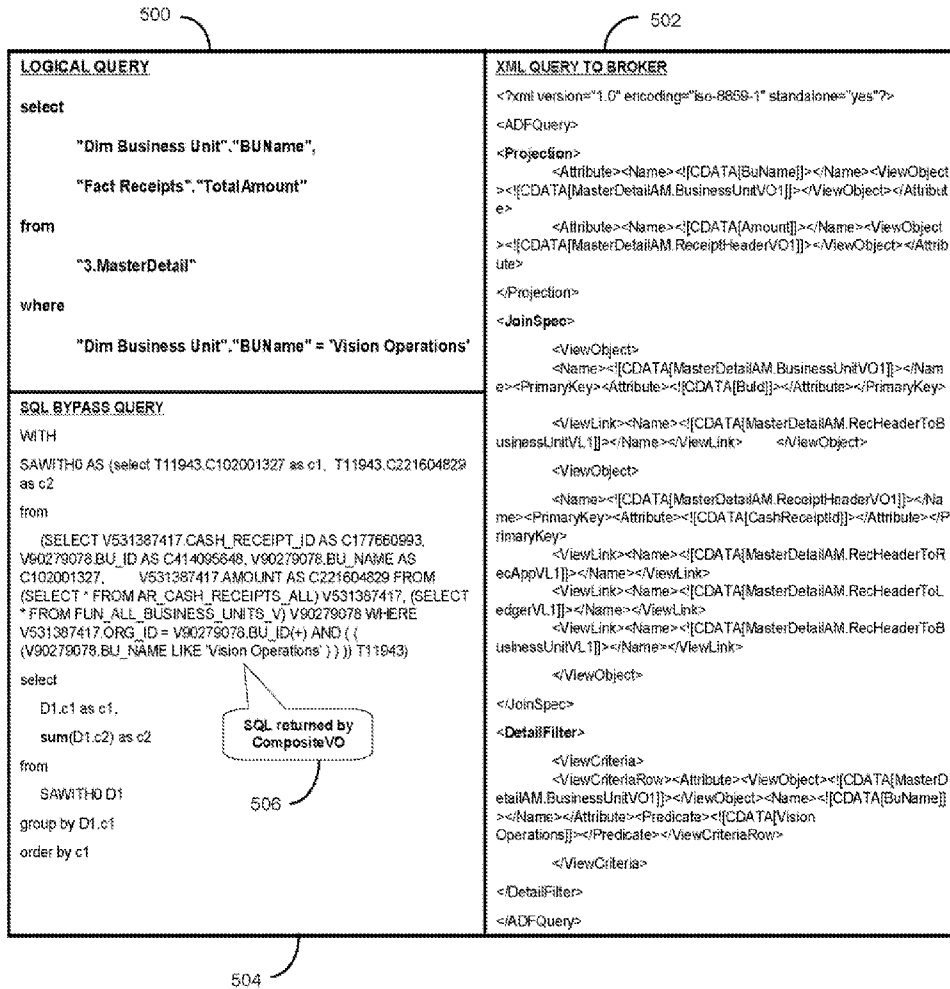 500
502
LOGICAL QUERY
select
"Dim Business Unit"."BUName",
"Fact Receipts"."TotalAmount"
from
"3.MasterDetail"
where
"Dim Business Unit"."BUName" = 'Vision Operations'
SQL BYPASS QUERY
WITH
SAWITH0 AS (select T11943.C102001327 as c1, T11943.C221604829
as c2
from
(SELECT V531387417.CASH_RECEIPT_ID AS C177660993,
V90279078.BU_ID AS C414095648, V90279078.BU_NAME AS
C102001327, V531387417.AMOUNT AS C221604829 FROM
(SELECT * FROM AR_CASH_RECEIPTS_ALL) V531387417, (SELECT
* FROM FUN_ALL_BUSINESS_UNITS_V) V90279078 WHERE
V531387417.ORG_ID = V90279078.BU_ID(+) AND ( (
(V90279078.BU_NAME LIKE 'Vision Operations' ) ) )) T11943)
select
D1.c1 as c1,
sum(D1.c2) as c2
from
SAWITH0 D1
group by D1.c1
order by c1
SQL returned by
CompositeVO
506
XML QUERY TO BROKER
<?xml version="1.0" encoding="iso-8859-1" standalone="yes"?>
<ADFQuery>
<Projection>
<Attribute><Name><![CDATA[BuName]]></Name><ViewObject
><![CDATA[MasterDetailAM.BusinessUnitVO1]]></ViewObject></Attribut
e>
<Attribute><Name><![CDATA[Amount]]></Name><ViewObject
><![CDATA[MasterDetailAM.ReceiptHeaderVO1]]></ViewObject></Attrib
ute>
</Projection>
<JoinSpec>
<ViewObject>
<Name><![CDATA[MasterDetailAM.BusinessUnitVO1]]></Nam
e><PrimaryKey><Attribute><![CDATA[BuId]]></Attribute></PrimaryKey>
<ViewLink><Name><![CDATA[MasterDetailAM.RecHeaderToB
usinessUnitVL1]]></Name></ViewLink> </ViewObject>
<ViewObject>
<Name><![CDATA[MasterDetailAM.ReceiptHeaderVO1]]></Na
me><PrimaryKey><Attribute><![CDATA[CashReceiptId]]></Attribute></P
rimaryKey>
<ViewLink><Name><![CDATA[MasterDetailAM.RecHeaderToR
ecAppVL1]]></Name></ViewLink>
<ViewLink><Name><![CDATA[MasterDetailAM.RecHeaderToL
edgerVL1]]></Name></ViewLink>
<ViewLink><Name><![CDATA[MasterDetailAM.RecHeaderToB
usinessUnitVL1]]></Name></ViewLink>
</ViewObject>
</JoinSpec>
<DetailFilter>
<ViewCriteria>
<ViewCriteriaRow><Attribute><ViewObject><![CDATA[MasterD
etailAM.BusinessUnitVO1]]></ViewObject><Name><![CDATA[BuName]]
></Name></Attribute><Predicate><![CDATA[Vision
Operations]]></Predicate></ViewCriteriaRow>
</ViewCriteria>
</DetailFilter>
</ADFQuery>
504